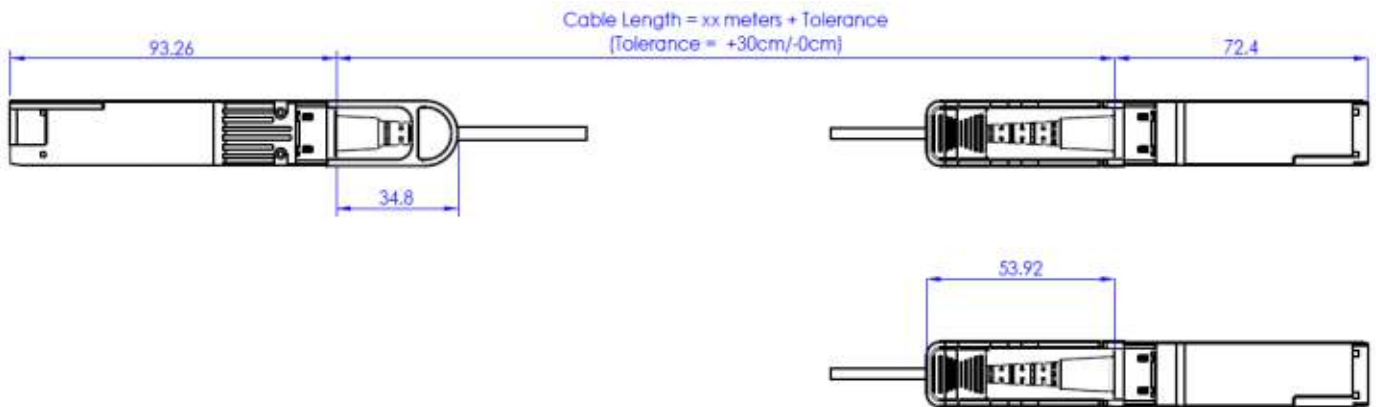 Cable Length = xx meters + Tolerance
(Tolerance = +30cm/-0cm)
93.26
72.4
34.8
53.92